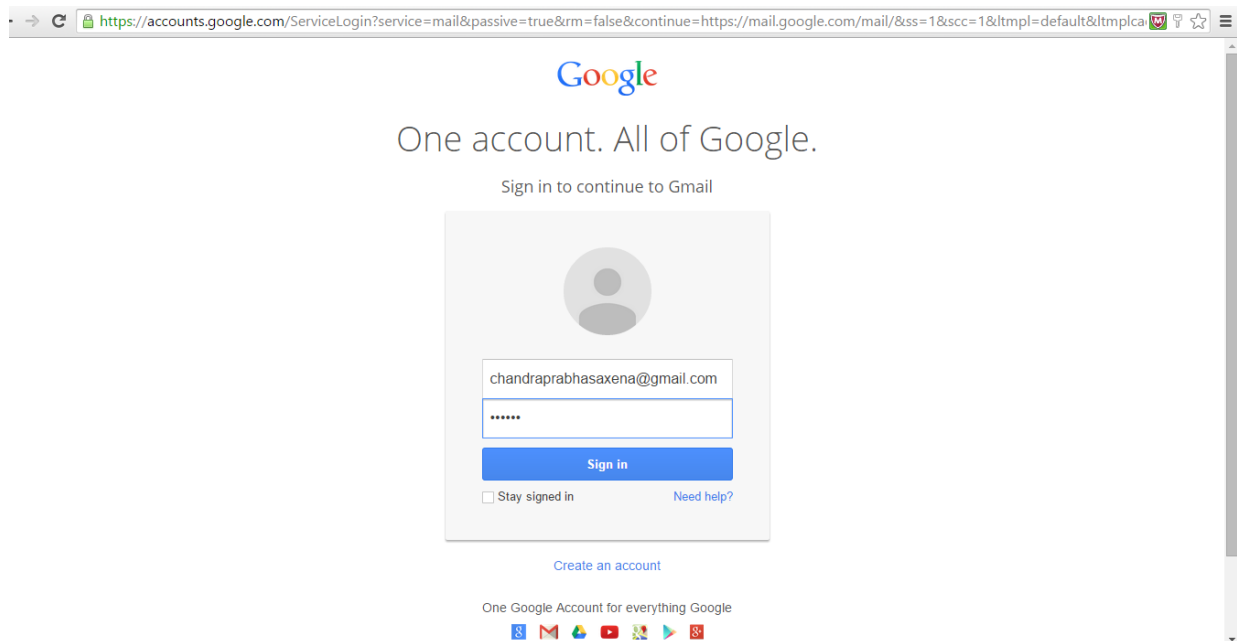 https://accounts.google.com/ServiceLogin?service=mail&passive=true&rm=false&continue=https://mail.google.com/mail/&ss=1&scc=1&ltmpl=default&ltmplca
Google
One account. All of Google.
Sign in to continue to Gmail
chandraprabhasaxena@gmail.com
••••••
Sign in
Stay signed in Need help?
Create an account
One Google Account for everything Google